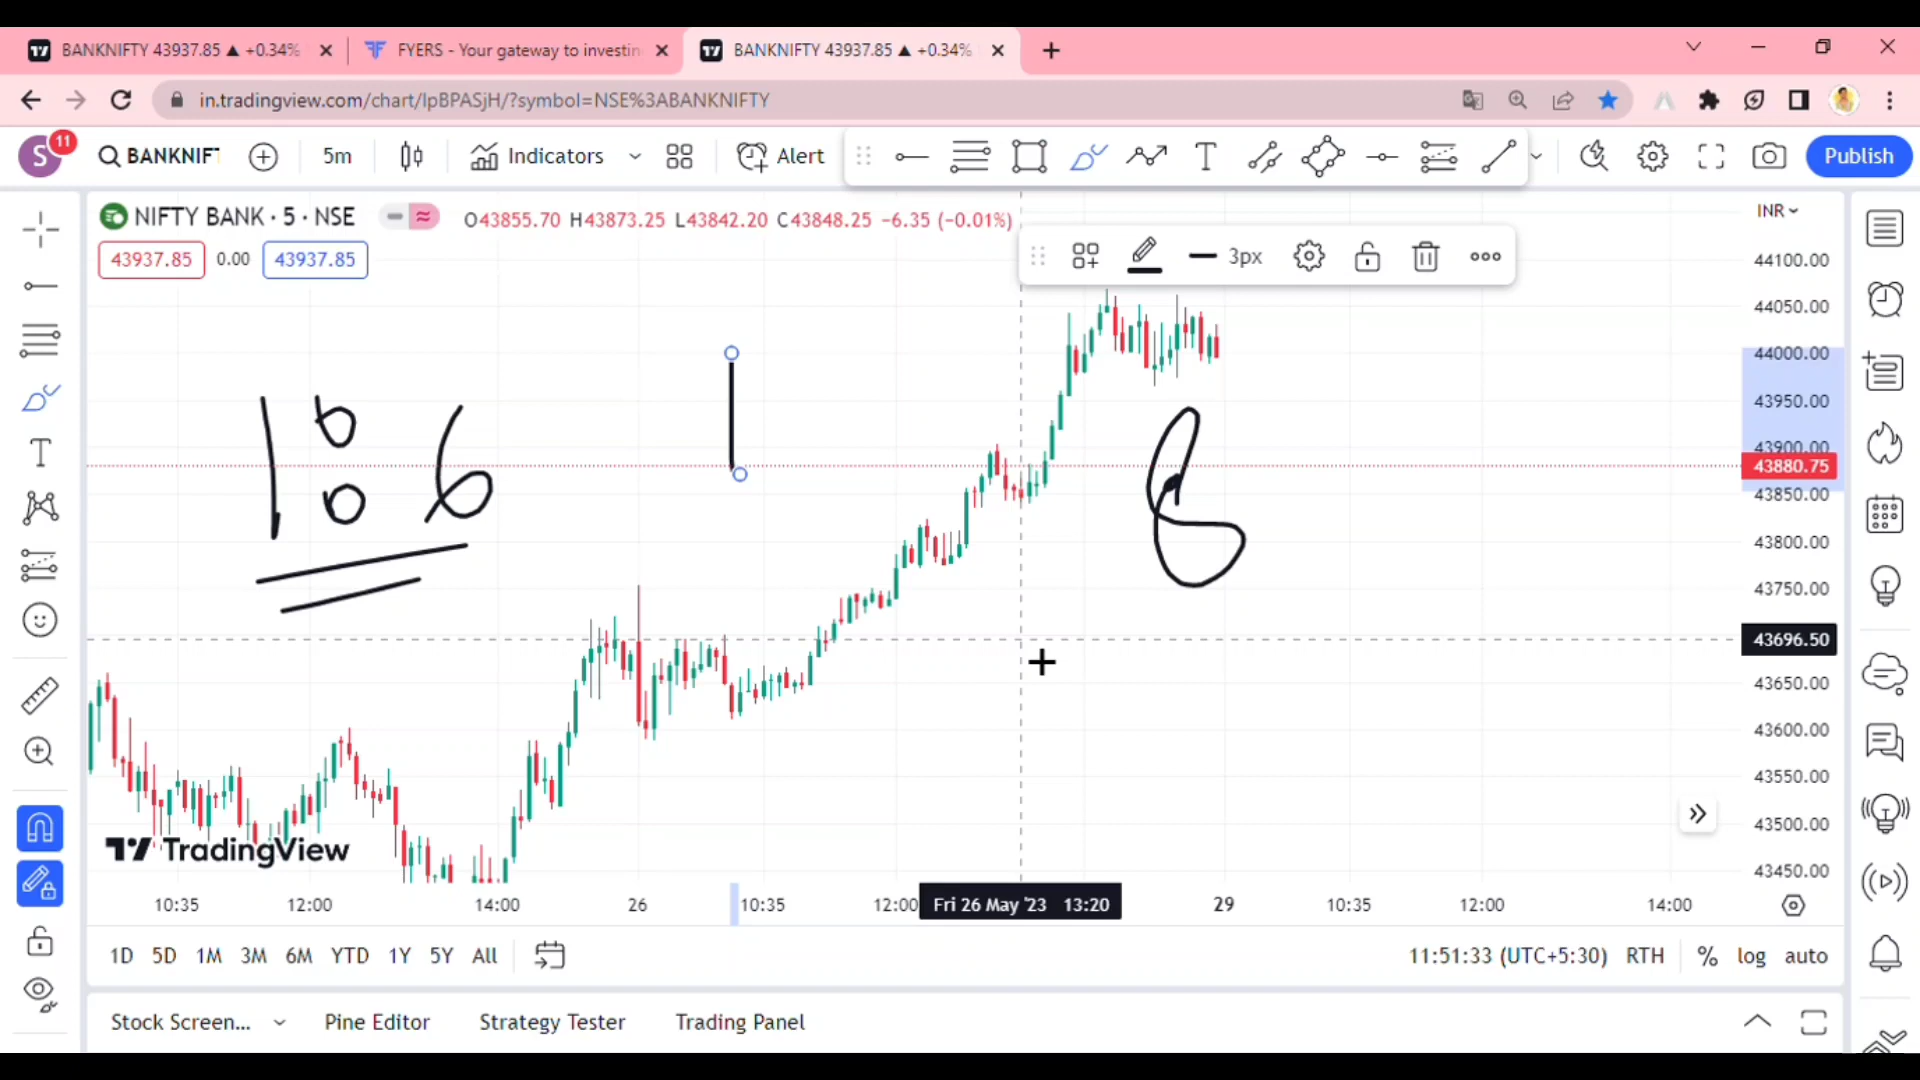 BANKNIFTY 43937.85 ▲ +0.34%
FYERS - Your gateway to investin
BANKNIFTY 43937.85 ▲ +0.34%
in.tradingview.com/chart/lpBPASjH/?symbol=NSE%3ABANKNIFTY
S
11
BANKNIFT
5m
Indicators
Alert
T
Publish
NIFTY BANK · 5 · NSE
O43855.70 H43873.25 L43842.20 C43848.25 −6.35 (−0.01%)
INR
43937.85 0.00 43937.85
3px
44100.00
44050.00
44000.00
43950.00
43900.00
43880.75
43850.00
43800.00
43750.00
43696.50
43650.00
43600.00
43550.00
43500.00
43450.00
TradingView
10:35 12:00 14:00 26 10:35 12:00 Fri 26 May '23 13:20 29 10:35 12:00 14:00
1D 5D 1M 3M 6M YTD 1Y 5Y All
11:51:33 (UTC+5:30) RTH % log auto
Stock Screen... Pine Editor Strategy Tester Trading Panel